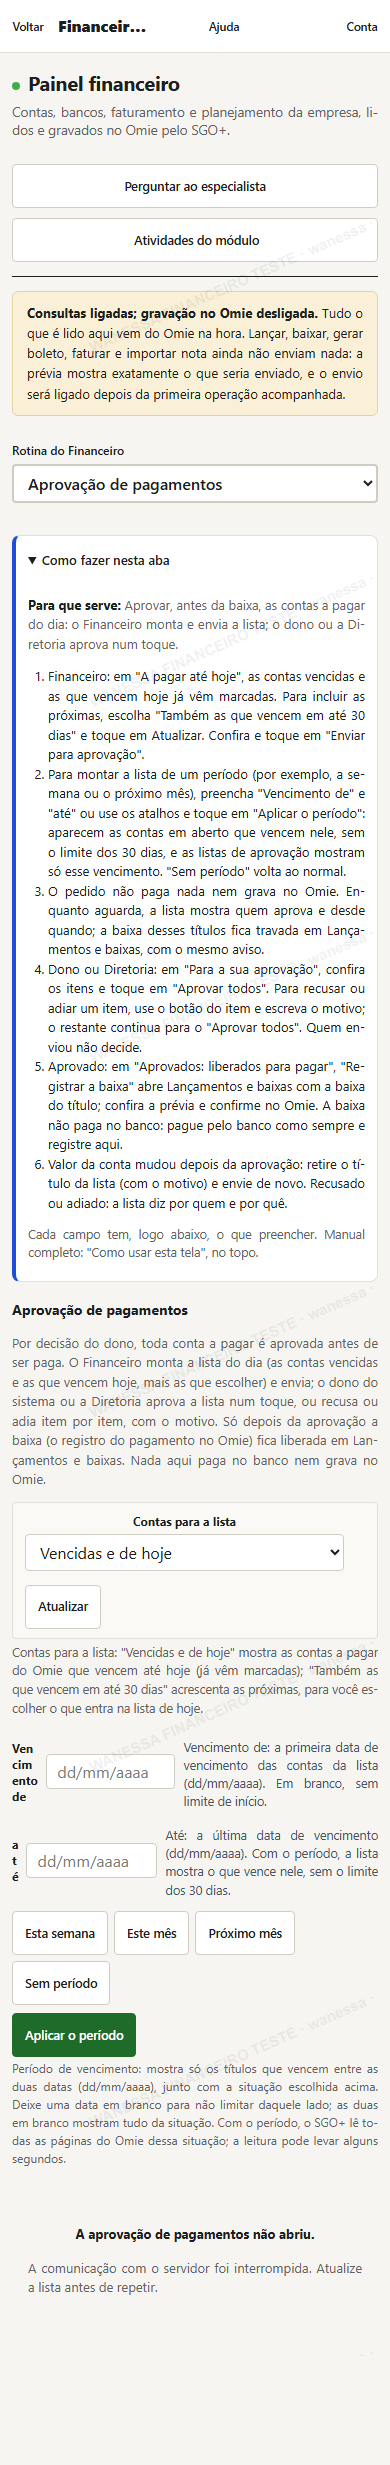 Voltar Financeir... Ajuda Conta
Painel financeiro
Contas, bancos, faturamento e planejamento da empresa, li-
dos e gravados no Omie pelo SGO+.
Perguntar ao especialista
Atividades do módulo
Consultas ligadas; gravação no Omie desligada. Tudo o
que é lido aqui vem do Omie na hora. Lançar, baixar, gerar
boleto, faturar e importar nota ainda não enviam nada: a
prévia mostra exatamente o que seria enviado, e o envio
será ligado depois da primeira operação acompanhada.
Rotina do Financeiro
Aprovação de pagamentos
▼ Como fazer nesta aba
Para que serve: Aprovar, antes da baixa, as contas a pagar
do dia: o Financeiro monta e envia a lista; o dono ou a Di-
retoria aprova num toque.
1. Financeiro: em "A pagar até hoje", as contas vencidas e
as que vencem hoje já vêm marcadas. Para incluir as
próximas, escolha "Também as que vencem em até 30
dias" e toque em Atualizar. Confira e toque em "Enviar
para aprovação".
2. Para montar a lista de um período (por exemplo, a se-
mana ou o próximo mês), preencha "Vencimento de" e
"até" ou use os atalhos e toque em "Aplicar o período":
aparecem as contas em aberto que vencem nele, sem
o limite dos 30 dias, e as listas de aprovação mostram
só esse vencimento. "Sem período" volta ao normal.
3. O pedido não paga nada nem grava no Omie. En-
quanto aguarda, a lista mostra quem aprova e desde
quando; a baixa desses títulos fica travada em Lança-
mentos e baixas, com o mesmo aviso.
4. Dono ou Diretoria: em "Para a sua aprovação", confira
os itens e toque em "Aprovar todos". Para recusar ou
adiar um item, use o botão do item e escreva o motivo;
o restante continua para o "Aprovar todos". Quem en-
viou não decide.
5. Aprovado: em "Aprovados: liberados para pagar", "Re-
gistrar a baixa" abre Lançamentos e baixas com a baixa
do título; confira a prévia e confirme no Omie. A baixa
não paga no banco: pague pelo banco como sempre e
registre aqui.
6. Valor da conta mudou depois da aprovação: retire o tí-
tulo da lista (com o motivo) e envie de novo. Recusado
ou adiado: a lista diz por quem e por quê.
Cada campo tem, logo abaixo, o que preencher. Manual
completo: "Como usar esta tela", no topo.
Aprovação de pagamentos
Por decisão do dono, toda conta a pagar é aprovada antes de
ser paga. O Financeiro monta a lista do dia (as contas vencidas
e as que vencem hoje, mais as que escolher) e envia; o dono do
sistema ou a Diretoria aprova a lista num toque, ou recusa ou
adia item por item, com o motivo. Só depois da aprovação a
baixa (o registro do pagamento no Omie) fica liberada em Lan-
çamentos e baixas. Nada aqui paga no banco nem grava no
Omie.
Contas para a lista
Vencidas e de hoje
Atualizar
Contas para a lista: "Vencidas e de hoje" mostra as contas a pagar
do Omie que vencem até hoje (já vêm marcadas); "Também as
que vencem em até 30 dias" acrescenta as próximas, para você es-
colher o que entra na lista de hoje.
Ven
cim
ento
de
dd/mm/aaaa
Vencimento de: a primeira data de
vencimento das contas da lista
(dd/mm/aaaa). Em branco, sem
limite de início.
a
t
é
dd/mm/aaaa
Até: a última data de vencimento
(dd/mm/aaaa). Com o período, a lista
mostra o que vence nele, sem o limite
dos 30 dias.
Esta semana Este mês Próximo mês
Sem período
Aplicar o período
Período de vencimento: mostra só os títulos que vencem entre as
duas datas (dd/mm/aaaa), junto com a situação escolhida acima.
Deixe uma data em branco para não limitar daquele lado; as duas
em branco mostram tudo da situação. Com o período, o SGO+ lê to-
das as páginas do Omie dessa situação; a leitura pode levar alguns
segundos.
A aprovação de pagamentos não abriu.
A comunicação com o servidor foi interrompida. Atualize
a lista antes de repetir.
WANESSA FINANCEIRO TESTE · wanessa ·